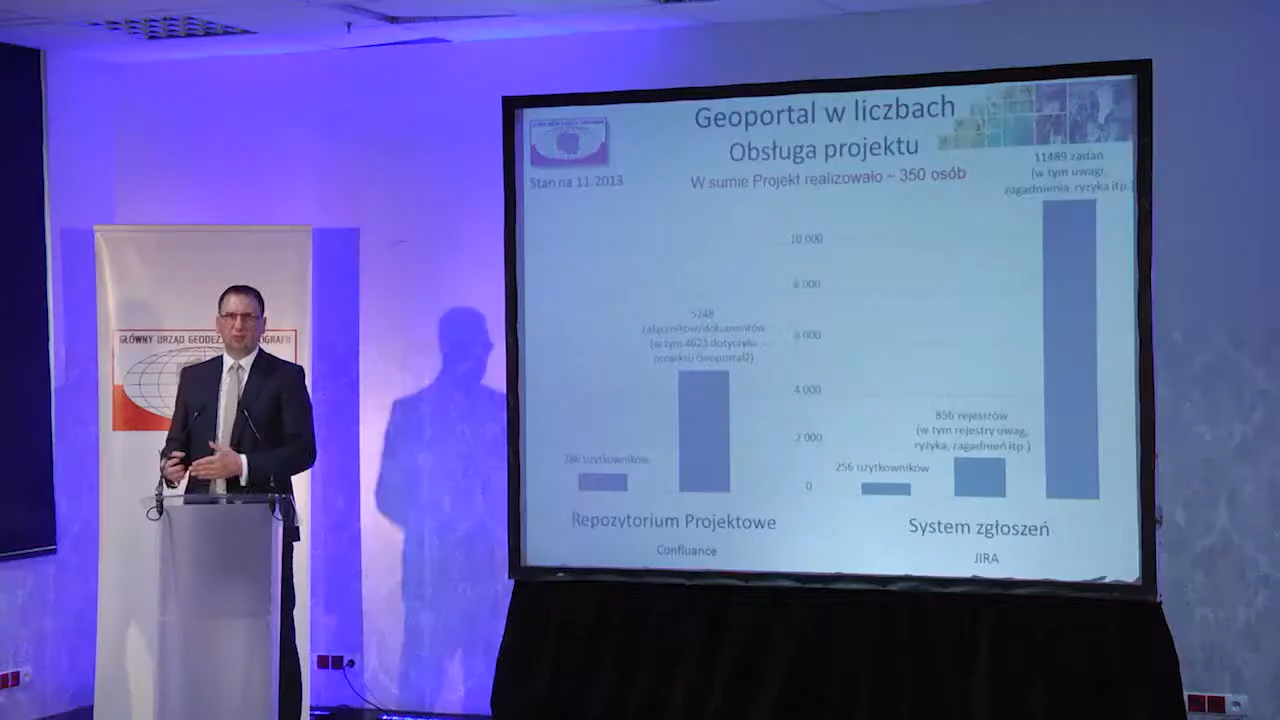 Geoportal w liczbach
Obsługa projektu
W sumie Projekt realizowało ~ 350 osób
Stan na 11.2013
11489 zadań
(w tym uwagi,
zagadnienia, ryzyka itp.)
10 000
8 000
6 000
4 000
2 000
0
5248
załączników/dokumentów
(w tym 4623 dotyczyło
projektu Geoportal2)
286 użytkowników
856 rejestrów
(w tym rejestry uwag,
ryzyka, zagadnień itp.)
256 użytkowników
Repozytorium Projektowe
Confluance
System zgłoszeń
JIRA
GŁÓWNY URZĄD GEODEZ
OGRAFII